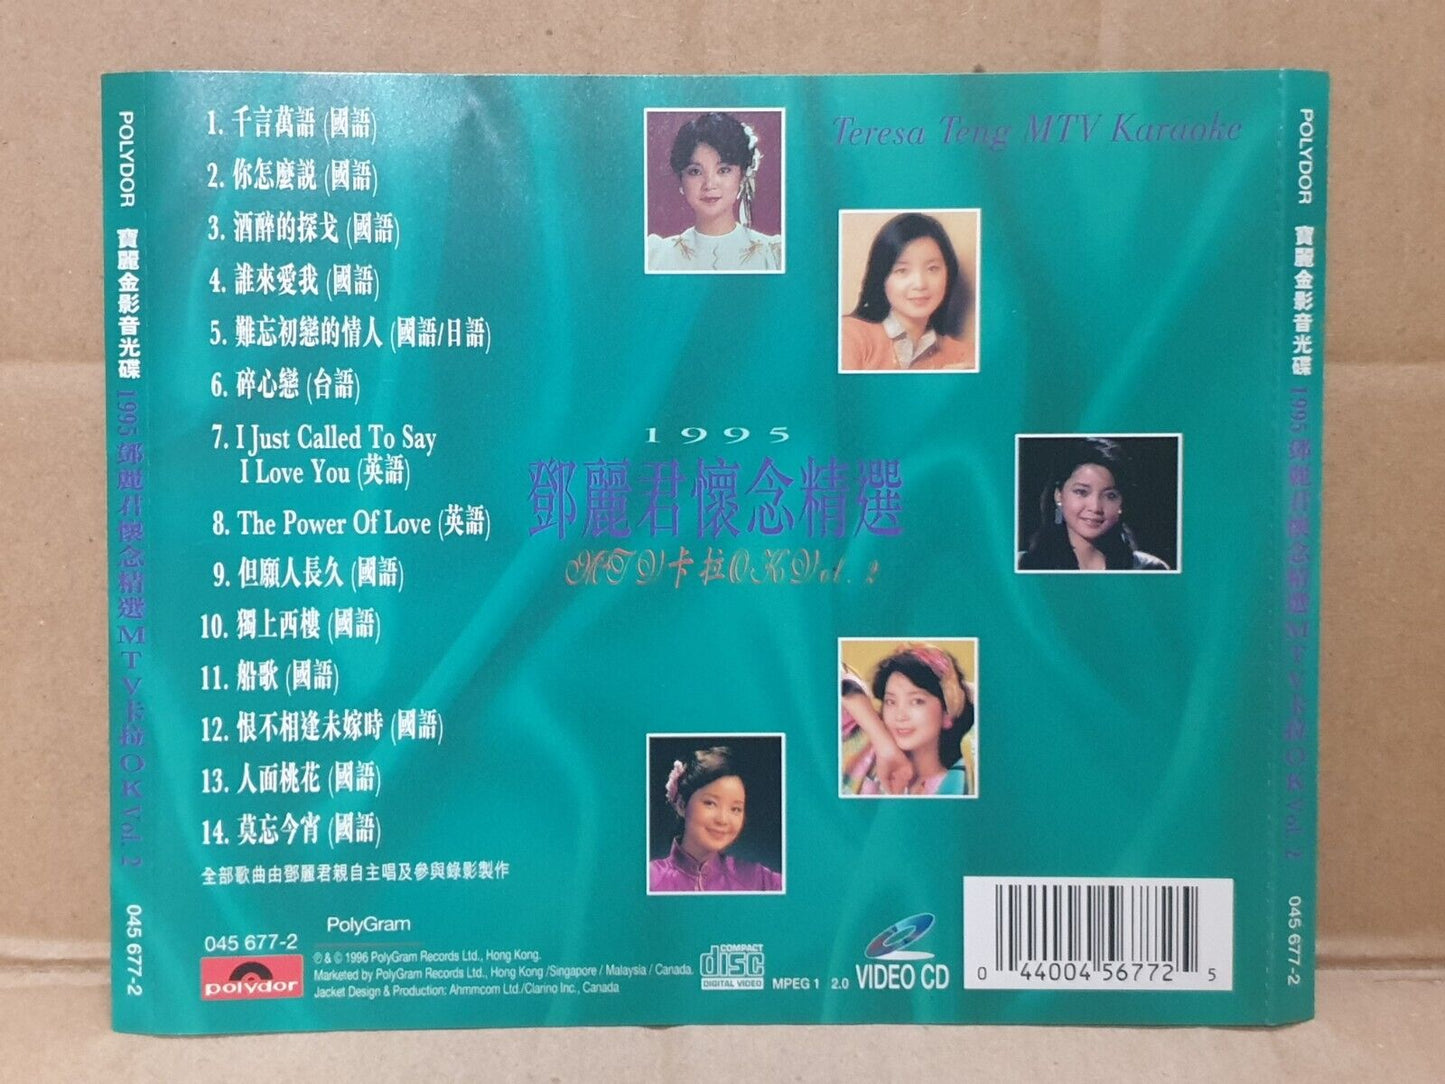 POLYDOR 寶麗金影音光碟 1995 鄧麗君懷念精選MTV卡拉OK Vol. 2 045 677-2
1. 千言萬語 (國語)
2. 你怎麼説 (國語)
3. 酒醉的探戈 (國語)
4. 誰來愛我 (國語)
5. 難忘初戀的情人 (國語/日語)
6. 碎心戀 (台語)
7. I Just Called To Say
I Love You (英語)
8. The Power Of Love (英語)
9. 但願人長久 (國語)
10. 獨上西樓 (國語)
11. 船歌 (國語)
12. 恨不相逢未嫁時 (國語)
13. 人面桃花 (國語)
14. 莫忘今宵 (國語)
全部歌曲由鄧麗君親自主唱及參與錄影製作
Teresa Teng MTV Karaoke
1995
鄧麗君懷念精選
MTV卡拉OK Vol. 2
045 677-2
polydor
PolyGram
℗ & © 1996 PolyGram Records Ltd., Hong Kong.
Marketed by PolyGram Records Ltd., Hong Kong / Singapore / Malaysia / Canada.
Jacket Design & Production: Ahmmcom Ltd./Clarino Inc., Canada
COMPACT
disc
DIGITAL VIDEO
MPEG 1 2.0
VIDEO CD
0 44004 56772 5
POLYDOR 寶麗金影音光碟 1995 鄧麗君懷念精選MTV卡拉OK Vol. 2 045 677-2